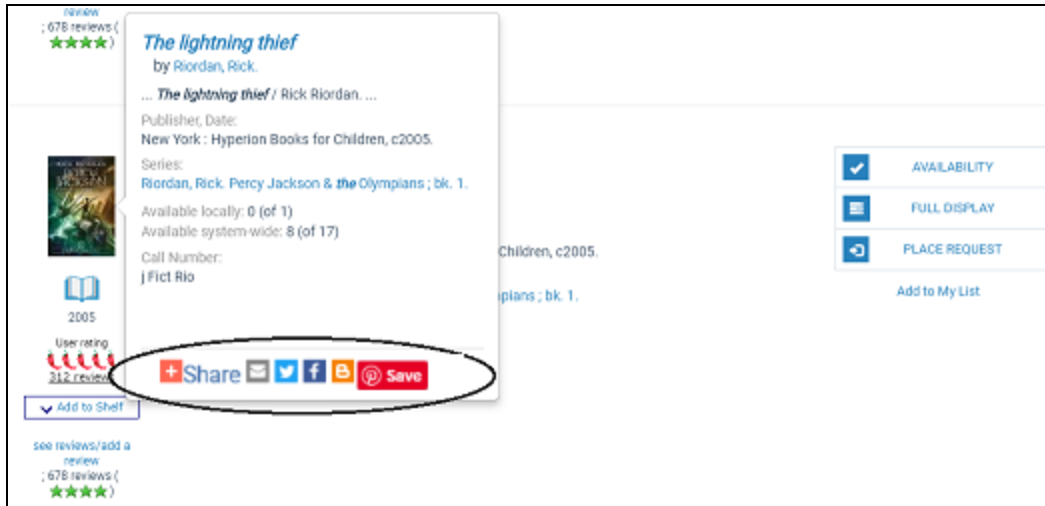 review
; 678 reviews (
)
The lightning thief
by Riordan, Rick.
... The lightning thief / Rick Riordan. ...
Publisher, Date:
New York : Hyperion Books for Children, c2005.
Series:
Riordan, Rick. Percy Jackson & the Olympians ; bk. 1.
Available locally: 0 (of 1)
Available system-wide: 8 (of 17)
Call Number:
j Fict Rio
Share
Save
JACKSON
2005
User rating
312 review
Add to Shelf
see reviews/add a
review
; 678 reviews (
)
Children, c2005.
pians ; bk. 1.
AVAILABILITY
FULL DISPLAY
PLACE REQUEST
Add to My List